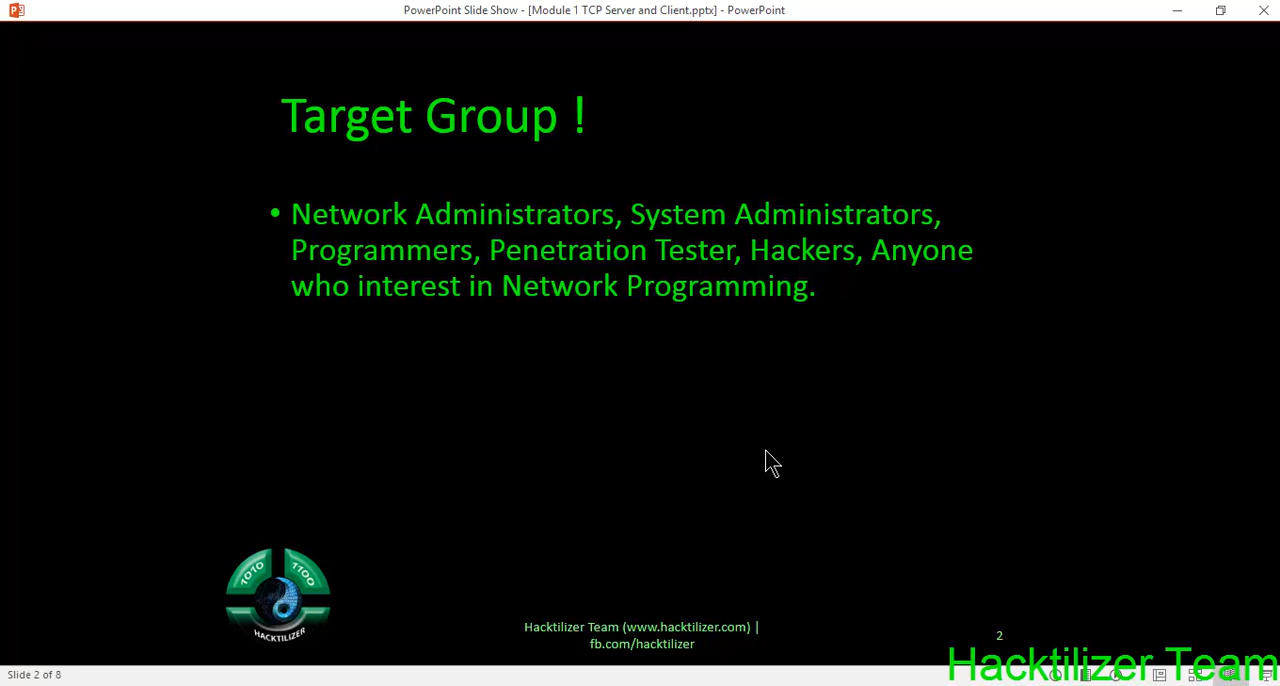 PowerPoint Slide Show - [Module 1 TCP Server and Client.pptx] - PowerPoint
Target Group !
• Network Administrators, System Administrators,
Programmers, Penetration Tester, Hackers, Anyone
who interest in Network Programming.
1010 1100
HACKTILIZER
Hacktilizer Team (www.hacktilizer.com) |
fb.com/hacktilizer
2
Hacktilizer Team
Slide 2 of 8